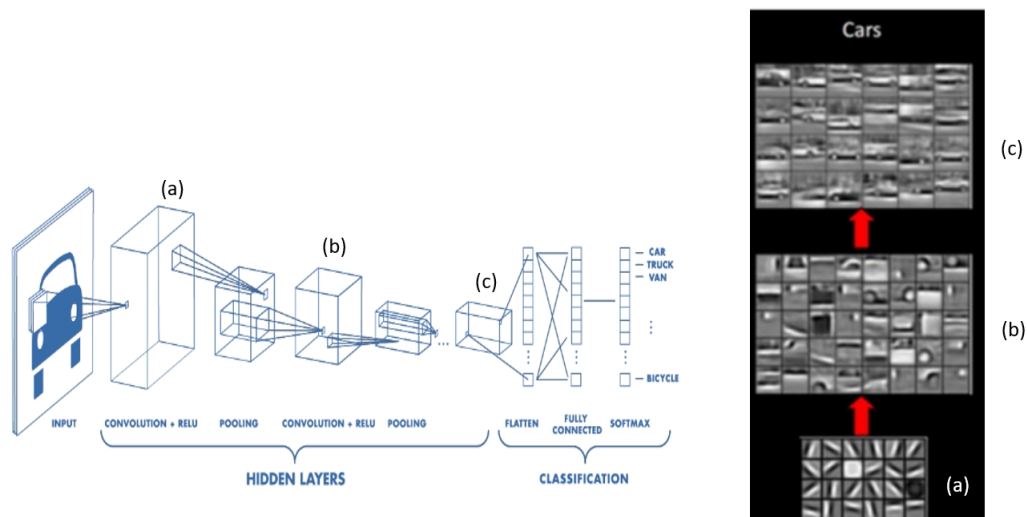 Cars
(a)
(c)
(b)
(c)
CAR
TRUCK
VAN
(b)
BICYCLE
INPUT
CONVOLUTION + RELU
POOLING
CONVOLUTION + RELU
POOLING
FLATTEN
FULLY
CONNECTED
SOFTMAX
HIDDEN LAYERS
CLASSIFICATION
(a)